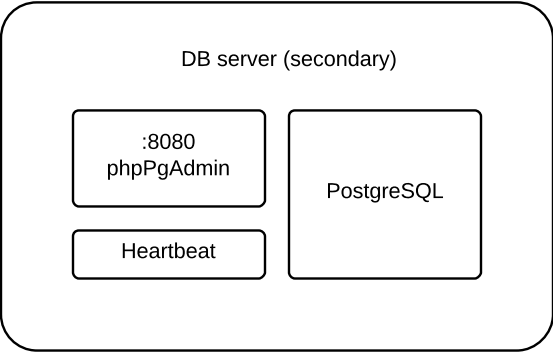 DB server (secondary)
:8080
phpPgAdmin
PostgreSQL
Heartbeat